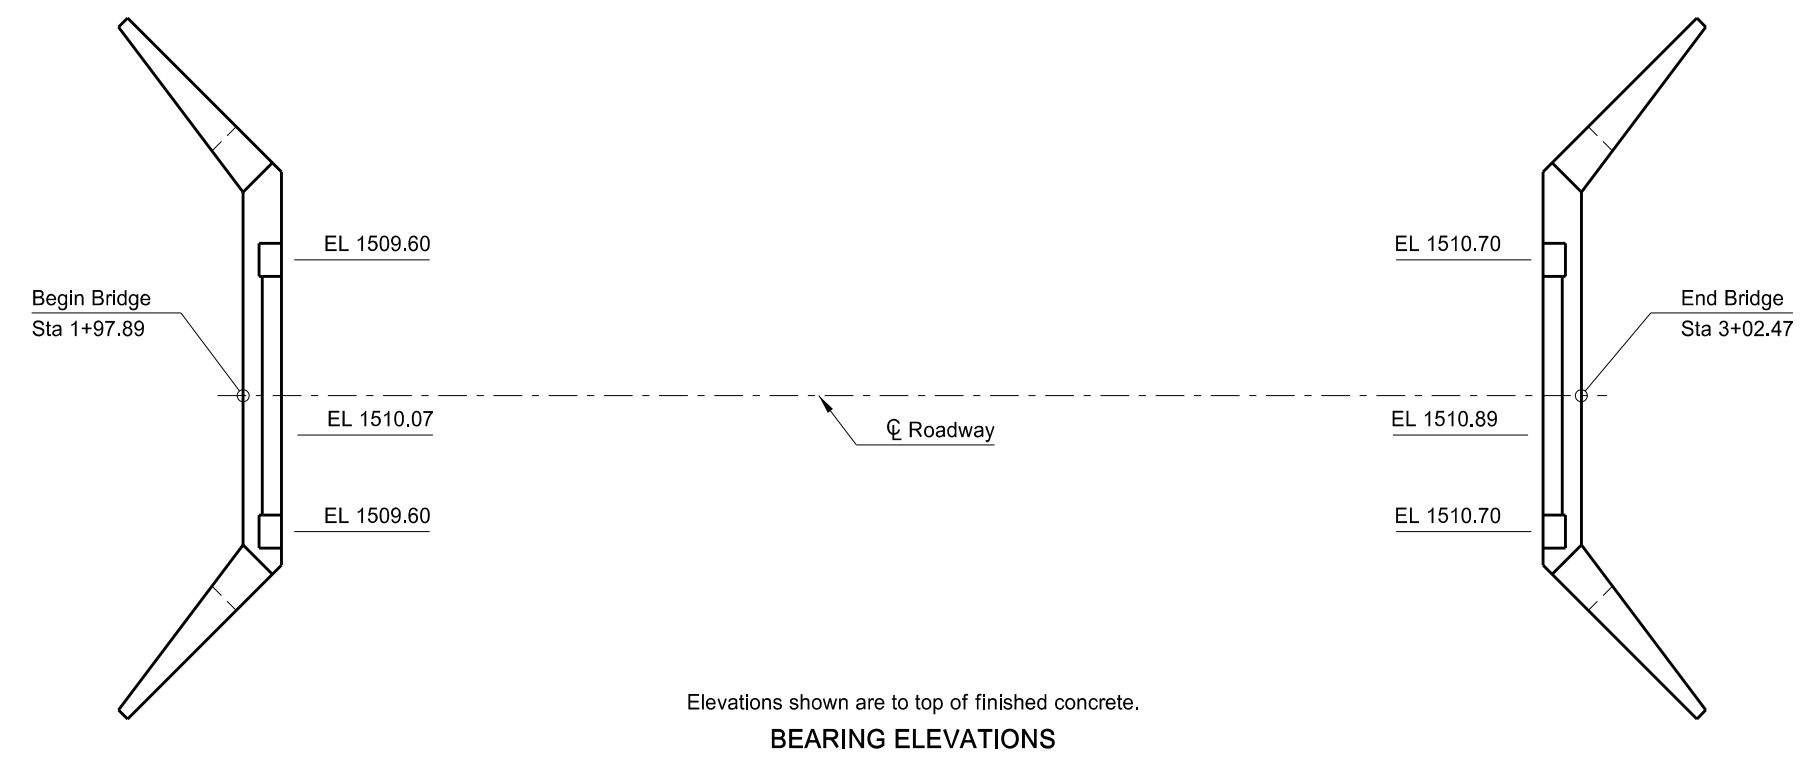 EL 1509.60
EL 1510.70
Begin Bridge
Sta 1+97.89
End Bridge
Sta 3+02.47
EL 1510.07
℄ Roadway
EL 1510.89
EL 1509.60
EL 1510.70
Elevations shown are to top of finished concrete.
BEARING ELEVATIONS